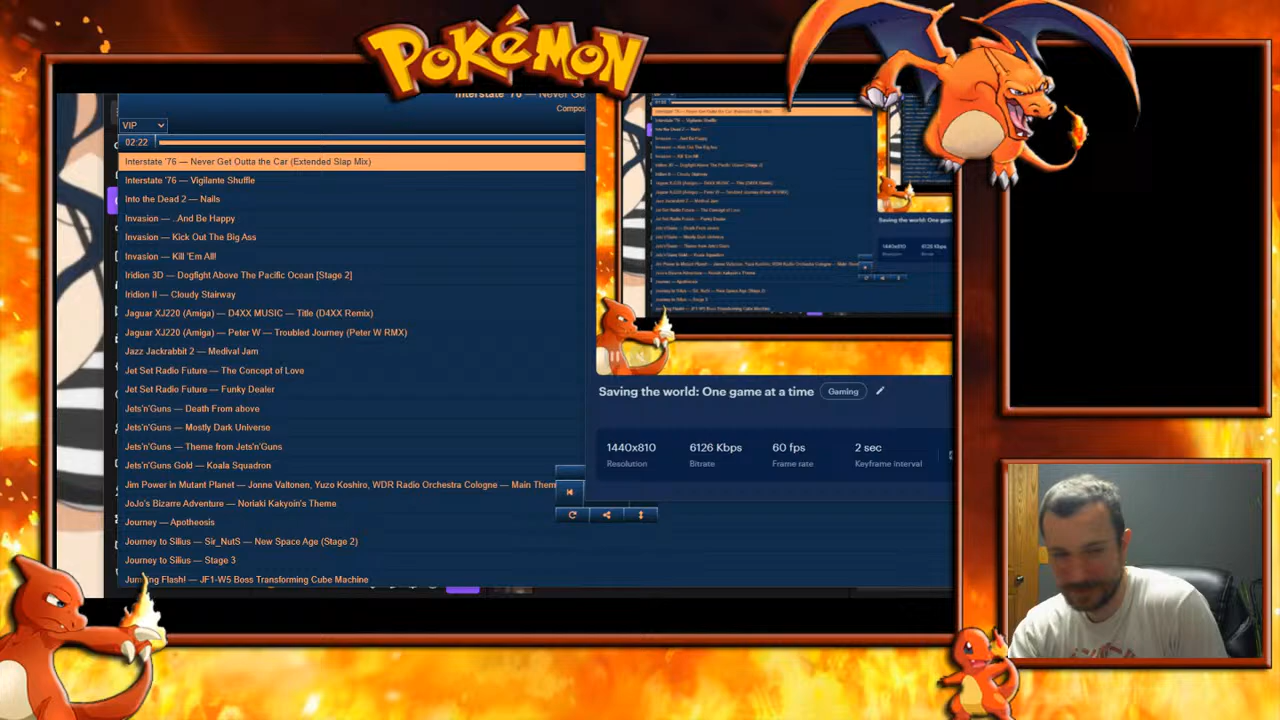 POKéMON
VIP
02:22
Interstate '76 — Never Get Outta the Car (Extended Slap Mix)
Interstate '76 — Vigilante Shuffle
Into the Dead 2 — Nails
Invasion — ..And Be Happy
Invasion — Kick Out The Big Ass
Invasion — Kill 'Em All!
Iridion 3D — Dogfight Above The Pacific Ocean [Stage 2]
Iridion II — Cloudy Stairway
Jaguar XJ220 (Amiga) — D4XX MUSIC — Title (D4XX Remix)
Jaguar XJ220 (Amiga) — Peter W — Troubled Journey (Peter W RMX)
Jazz Jackrabbit 2 — Medival Jam
Jet Set Radio Future — The Concept of Love
Jet Set Radio Future — Funky Dealer
Jets'n'Guns — Death From above
Jets'n'Guns — Mostly Dark Universe
Jets'n'Guns — Theme from Jets'n'Guns
Jets'n'Guns Gold — Koala Squadron
Jim Power in Mutant Planet — Jonne Valtonen, Yuzo Koshiro, WDR Radio Orchestra Cologne — Main Them
JoJo's Bizarre Adventure — Noriaki Kakyoin's Theme
Journey — Apotheosis
Journey to Silius — Sir_NutS — New Space Age (Stage 2)
Journey to Silius — Stage 3
Jumping Flash! — JF1-W5 Boss Transforming Cube Machine
Interstate '76 — Never Ge
Compos
Saving the world: One game at a time
Gaming
1440x810 6126 Kbps 60 fps 2 sec
Resolution Bitrate Frame rate Keyframe Interval